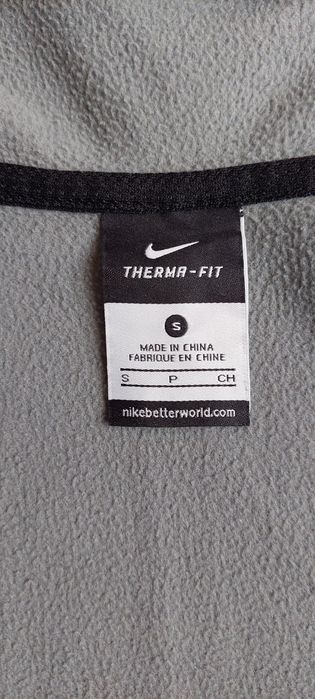 THERMA-FIT
S
MADE IN CHINA
FABRIQUE EN CHINE
S P CH
nikebetterworld.com